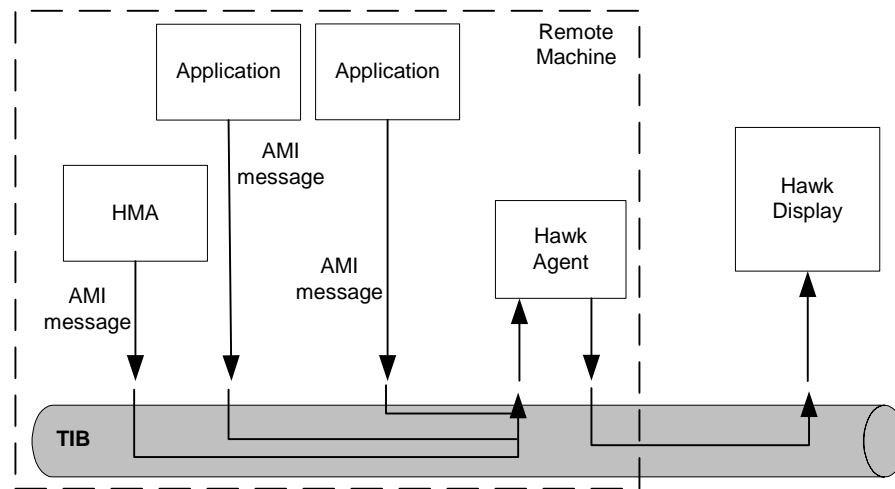 Remote
Machine
Application
Application
AMI
message
HMA
Hawk
Display
Hawk
Agent
AMI
message
AMI
message
TIB